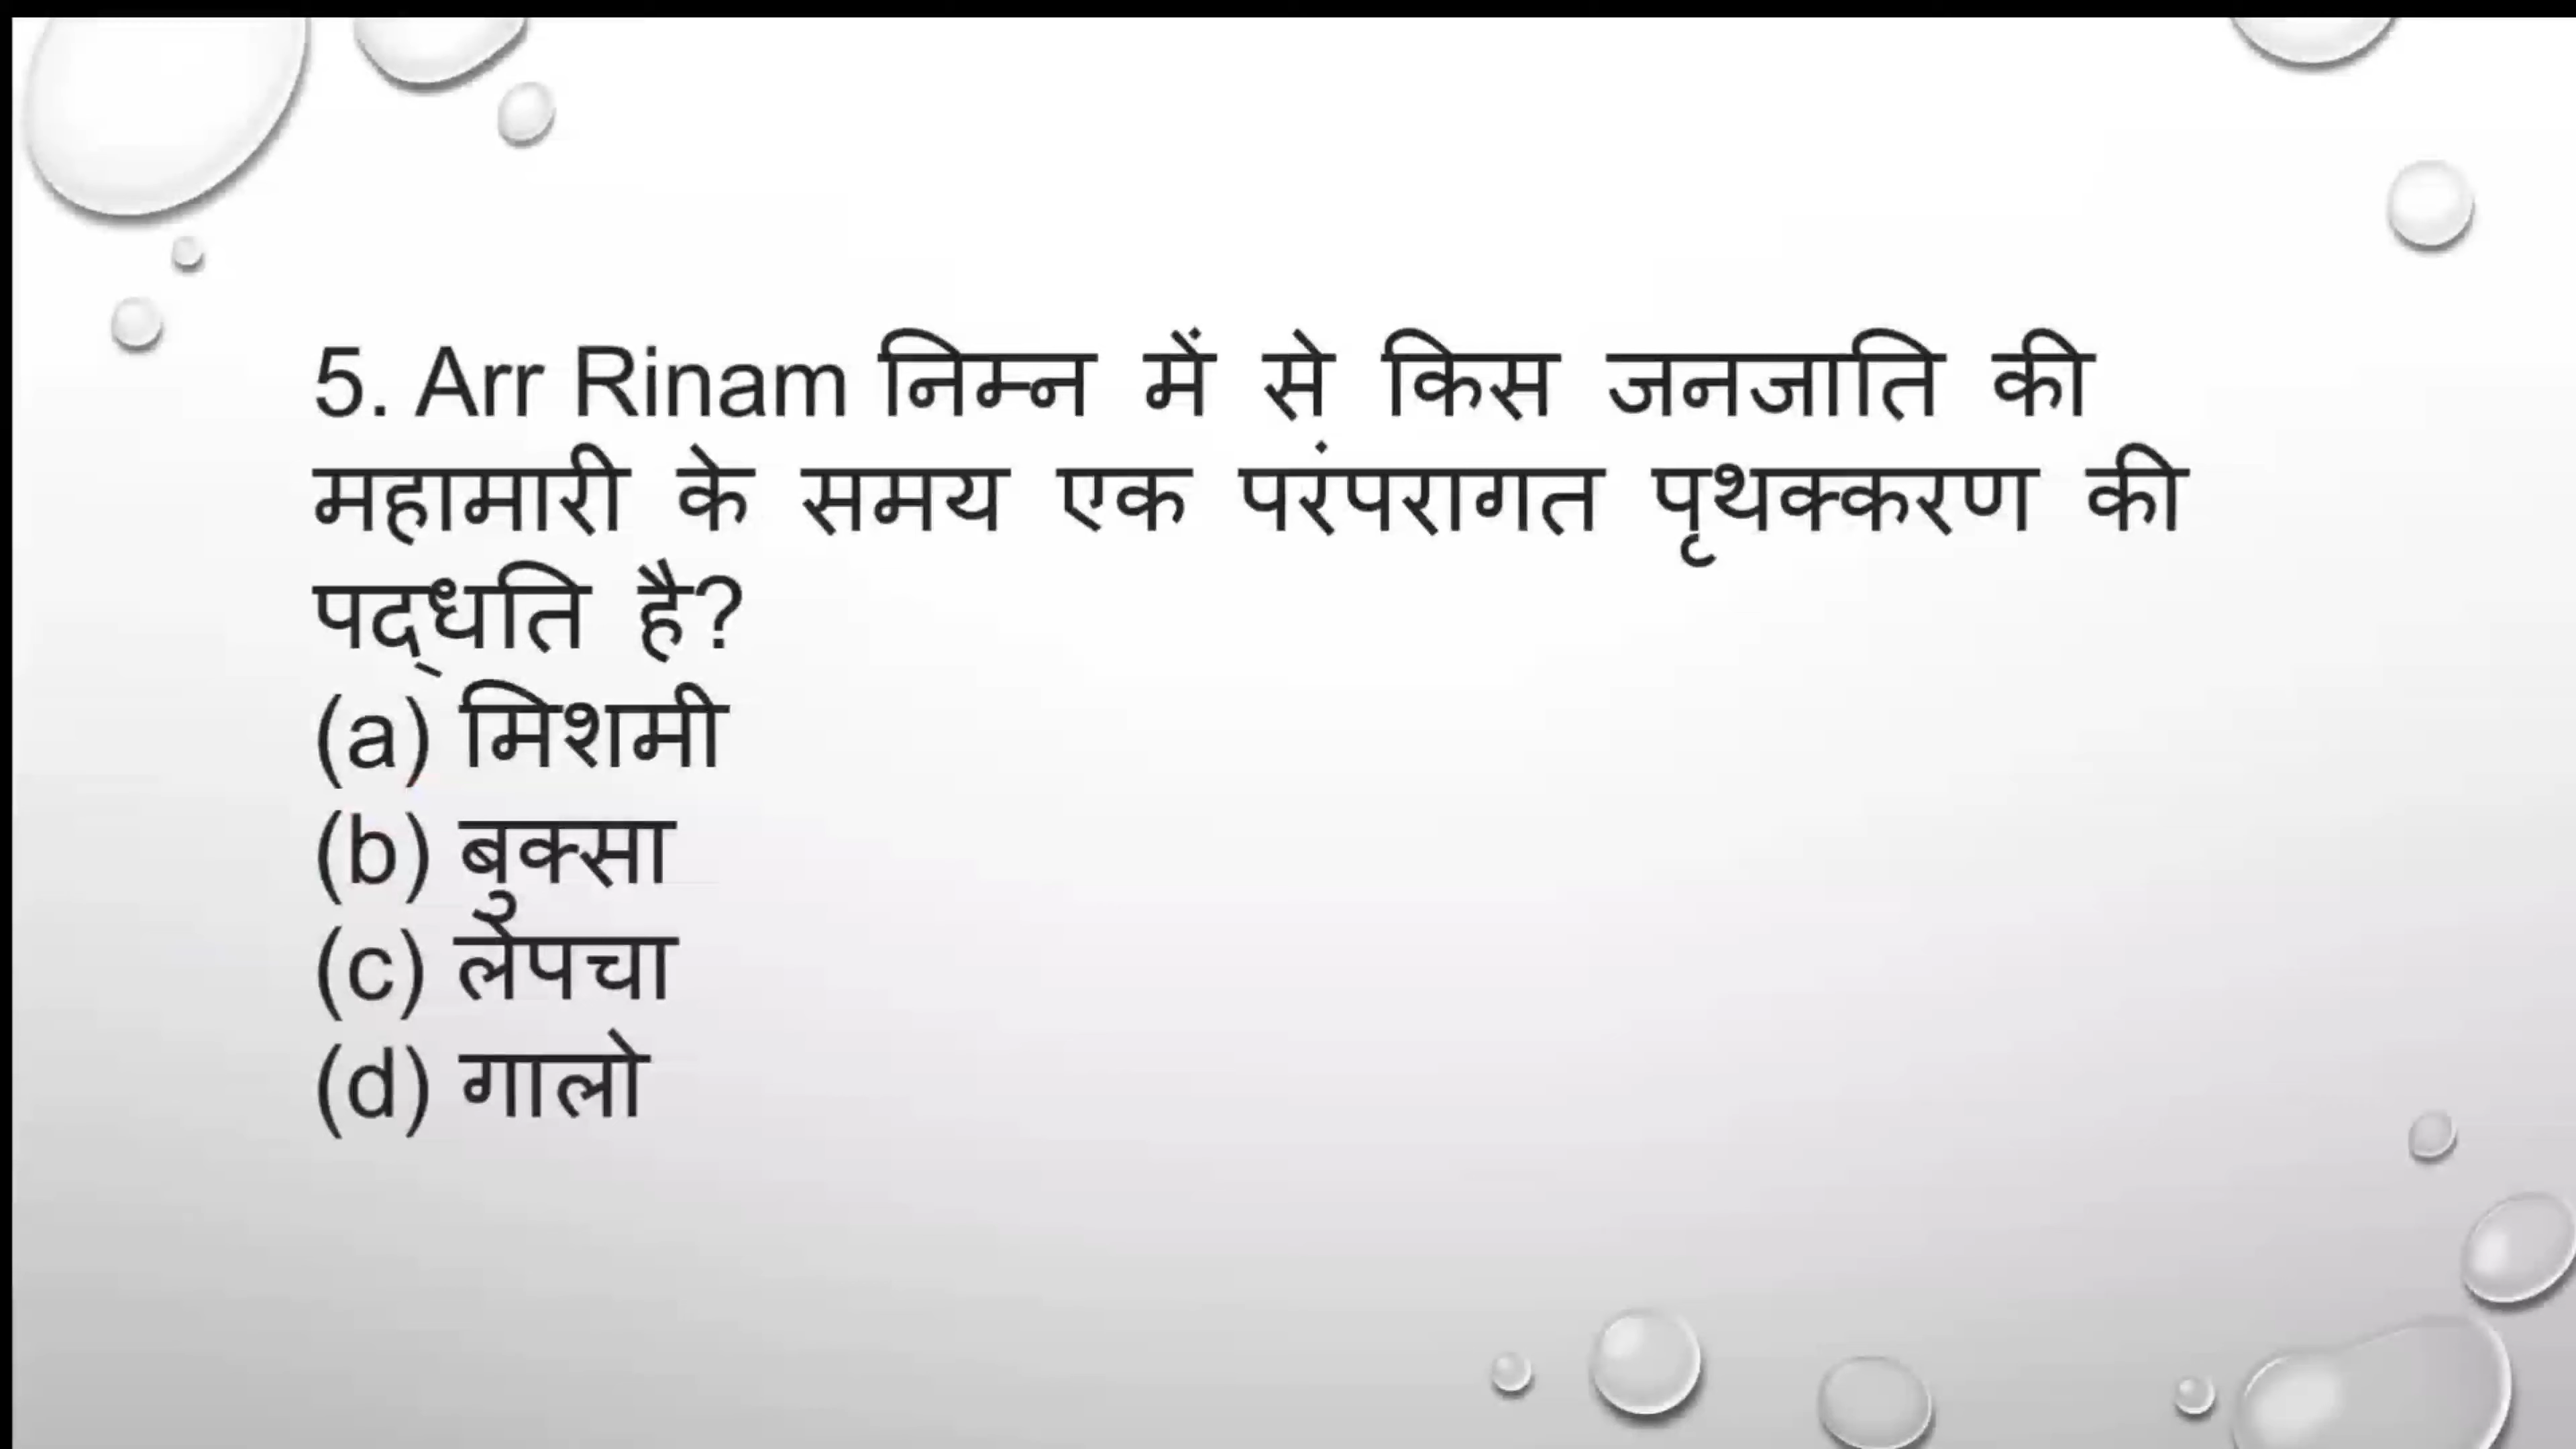 5. Arr Rinam निम्न में से किस जनजाति की
महामारी के समय एक परंपरागत पृथक्करण की
पद्धति है?
(a) मिशमी
(b) बुक्सा
(c) लेपचा
(d) गालो